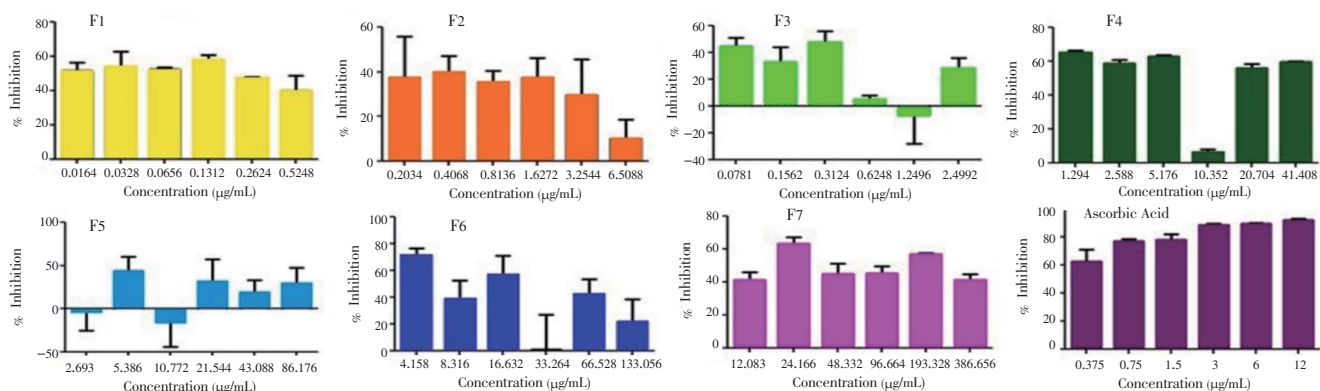 F1
80
60
40
20
0
% Inhibition
0.0164 0.0328 0.0656 0.1312 0.2624 0.5248
Concentration (μg/mL)
F2
60
40
20
0
% Inhibition
0.2034 0.4068 0.8136 1.6272 3.2544 6.5088
Concentration (μg/mL)
F3
60
40
20
0
−20
−40
% Inhibition
0.0781 0.1562 0.3124 0.6248 1.2496 2.4992
Concentration (μg/mL)
F4
80
60
40
20
0
% Inhibition
1.294 2.588 5.176 10.352 20.704 41.408
Concentration (μg/mL)
F5
100
50
0
−50
% Inhibition
2.693 5.386 10.772 21.544 43.088 86.176
Concentration (μg/mL)
F6
100
80
60
40
20
0
% Inhibition
4.158 8.316 16.632 33.264 66.528 133.056
Concentration (μg/mL)
F7
80
60
40
20
0
% Inhibition
12.083 24.166 48.332 96.664 193.328 386.656
Concentration (μg/mL)
Ascorbic Acid
100
80
60
40
20
0
% Inhibition
0.375 0.75 1.5 3 6 12
Concentration (μg/mL)